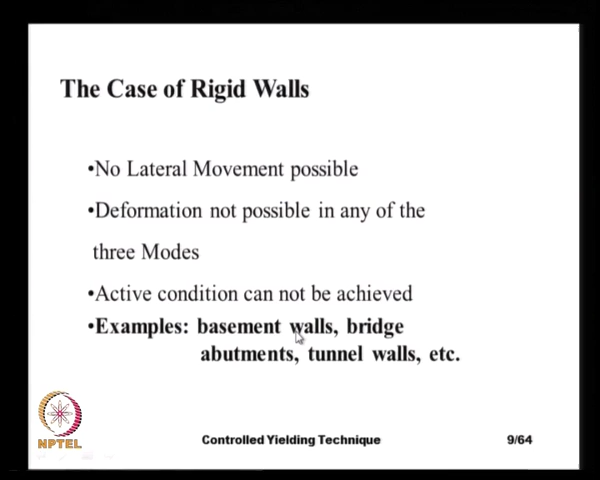 The Case of Rigid Walls
•No Lateral Movement possible
•Deformation not possible in any of the
three Modes
•Active condition can not be achieved
•Examples: basement walls, bridge
abutments, tunnel walls, etc.
NPTEL
Controlled Yielding Technique
9/64